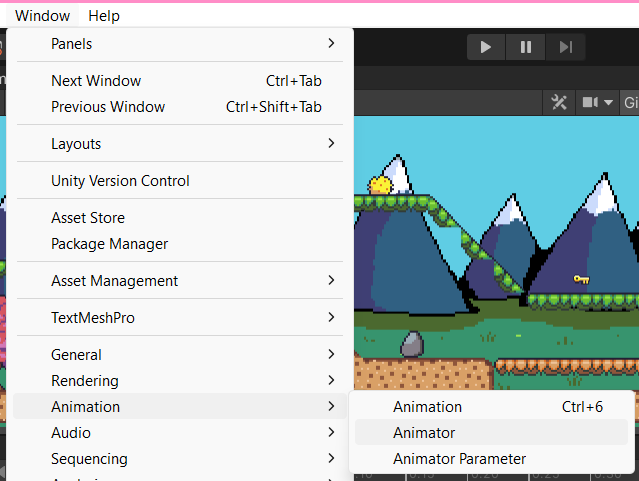 Window Help
Panels
Next Window Ctrl+Tab
Previous Window Ctrl+Shift+Tab
Layouts
Unity Version Control
Asset Store
Package Manager
Asset Management
TextMeshPro
General
Rendering
Animation
Audio
Sequencing
Animation Ctrl+6
Animator
Animator Parameter